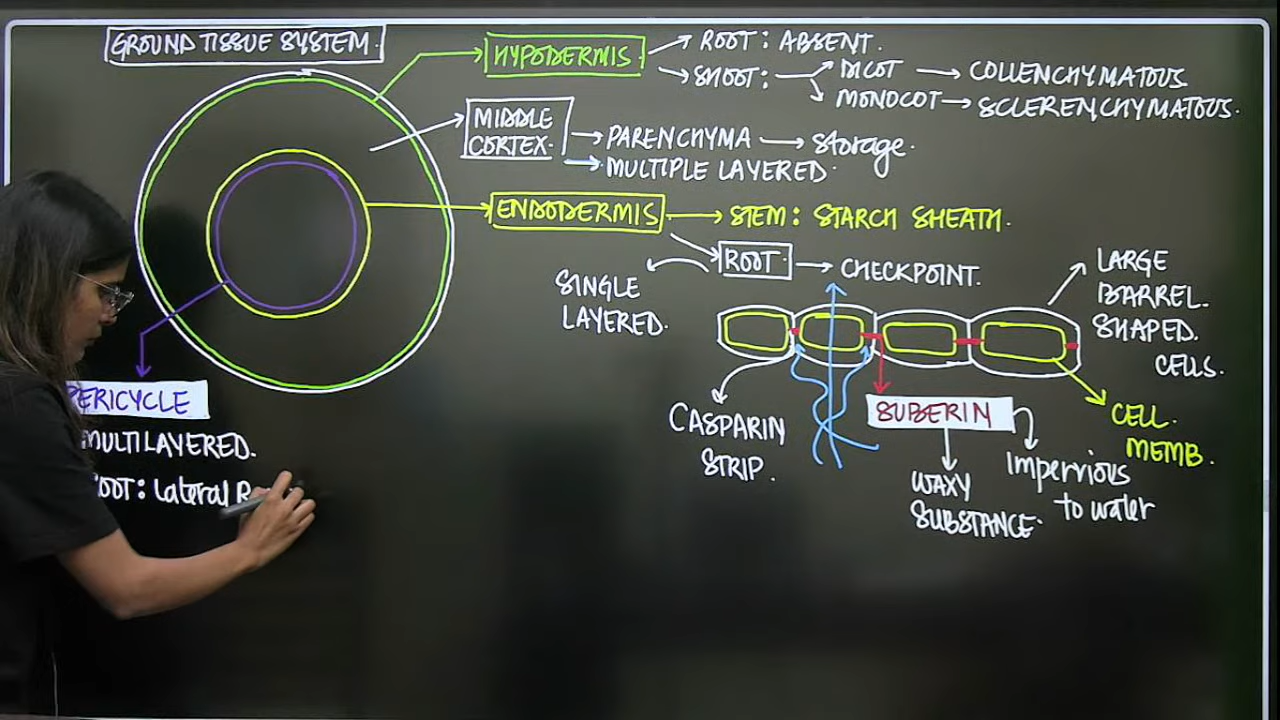 GROUND TISSUE SYSTEM.
HYPODERMIS
ROOT: ABSENT.
SHOOT:
DICOT
COLLENCHYMATOUS
MONOCOT
SCLERENCHYMATOUS.
MIDDLE
CORTEX.
PARENCHYMA
Storage.
MULTIPLE LAYERED.
ENDODERMIS
STEM: STARCH SHEATH.
ROOT.
CHECKPOINT.
SINGLE
LAYERED.
LARGE
BARREL.
SHAPED.
CELLS.
CASPARIN
STRIP.
SUBERIN
WAXY
SUBSTANCE.
Impervious
to water
CELL.
MEMB.
PERICYCLE
MULTILAYERED.
ROOT: Lateral R